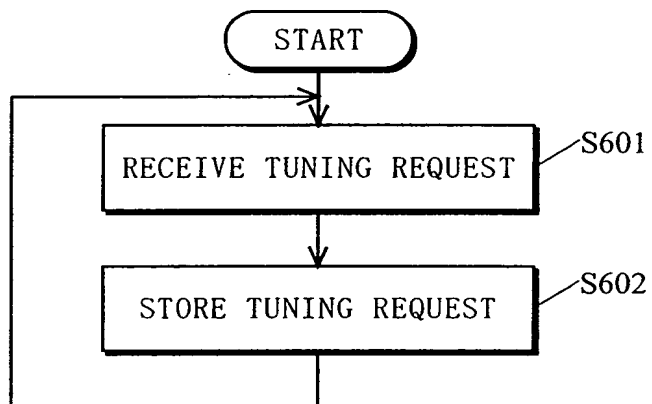 START
RECEIVE TUNING REQUEST
S601
STORE TUNING REQUEST
S602